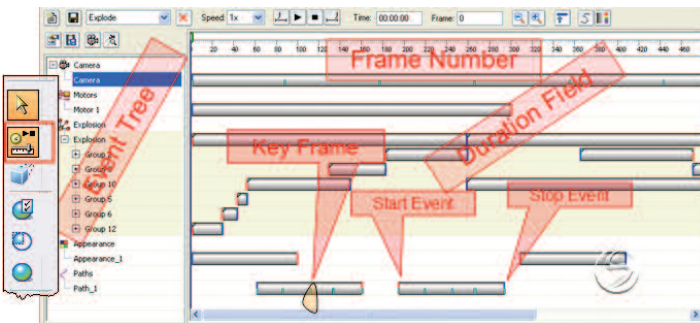 Explode Speed: 1x Time: 00:00:00 Frame: 0
20 40 60 80 100 120 140 160 180 200 220 240 260 280 300 320 340 360 380 400 420 440 460
Camera
Camera
Motors
Motor 1
Explosion
Explosion
Group
Group
Group 10
Group 5
Group 6
Group 12
Appearance
Appearance_1
Paths
Path_1
Event Tree
Frame Number
Duration Field
Key Frame
Start Event
Stop Event